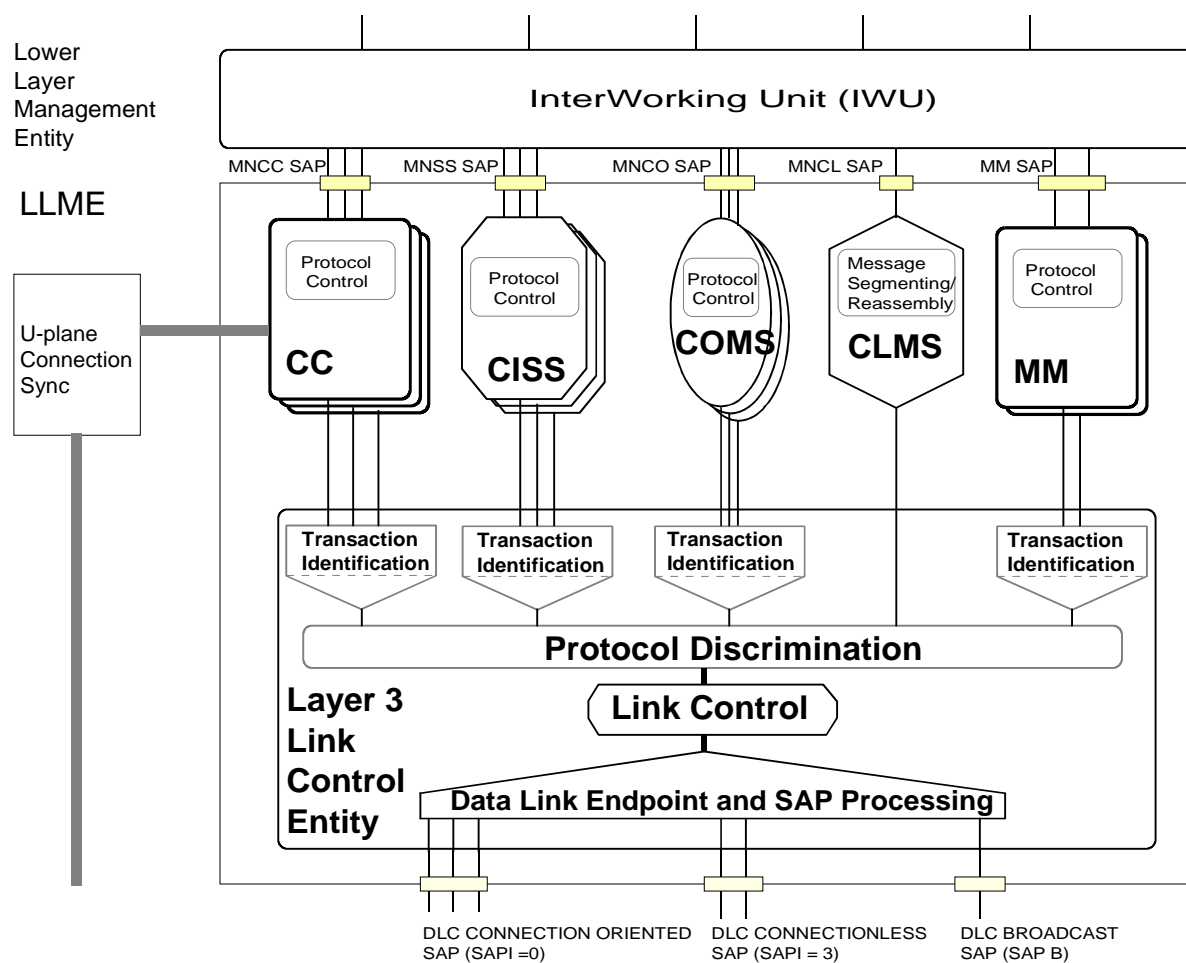 Lower
Layer
Management
Entity
LLME
U-plane
Connection
Sync
InterWorking Unit (IWU)
MNCC SAP
MNSS SAP
MNCO SAP
MNCL SAP
MM SAP
Protocol
Control
CC
Protocol
Control
CISS
Protocol
Control
COMS
Message
Segmenting/
Reassembly
CLMS
Protocol
Control
MM
Transaction
Identification
Transaction
Identification
Transaction
Identification
Transaction
Identification
Protocol Discrimination
Link Control
Layer 3
Link
Control
Entity
Data Link Endpoint and SAP Processing
DLC CONNECTION ORIENTED
SAP (SAPI =0)
DLC CONNECTIONLESS
SAP (SAPI = 3)
DLC BROADCAST
SAP (SAP B)